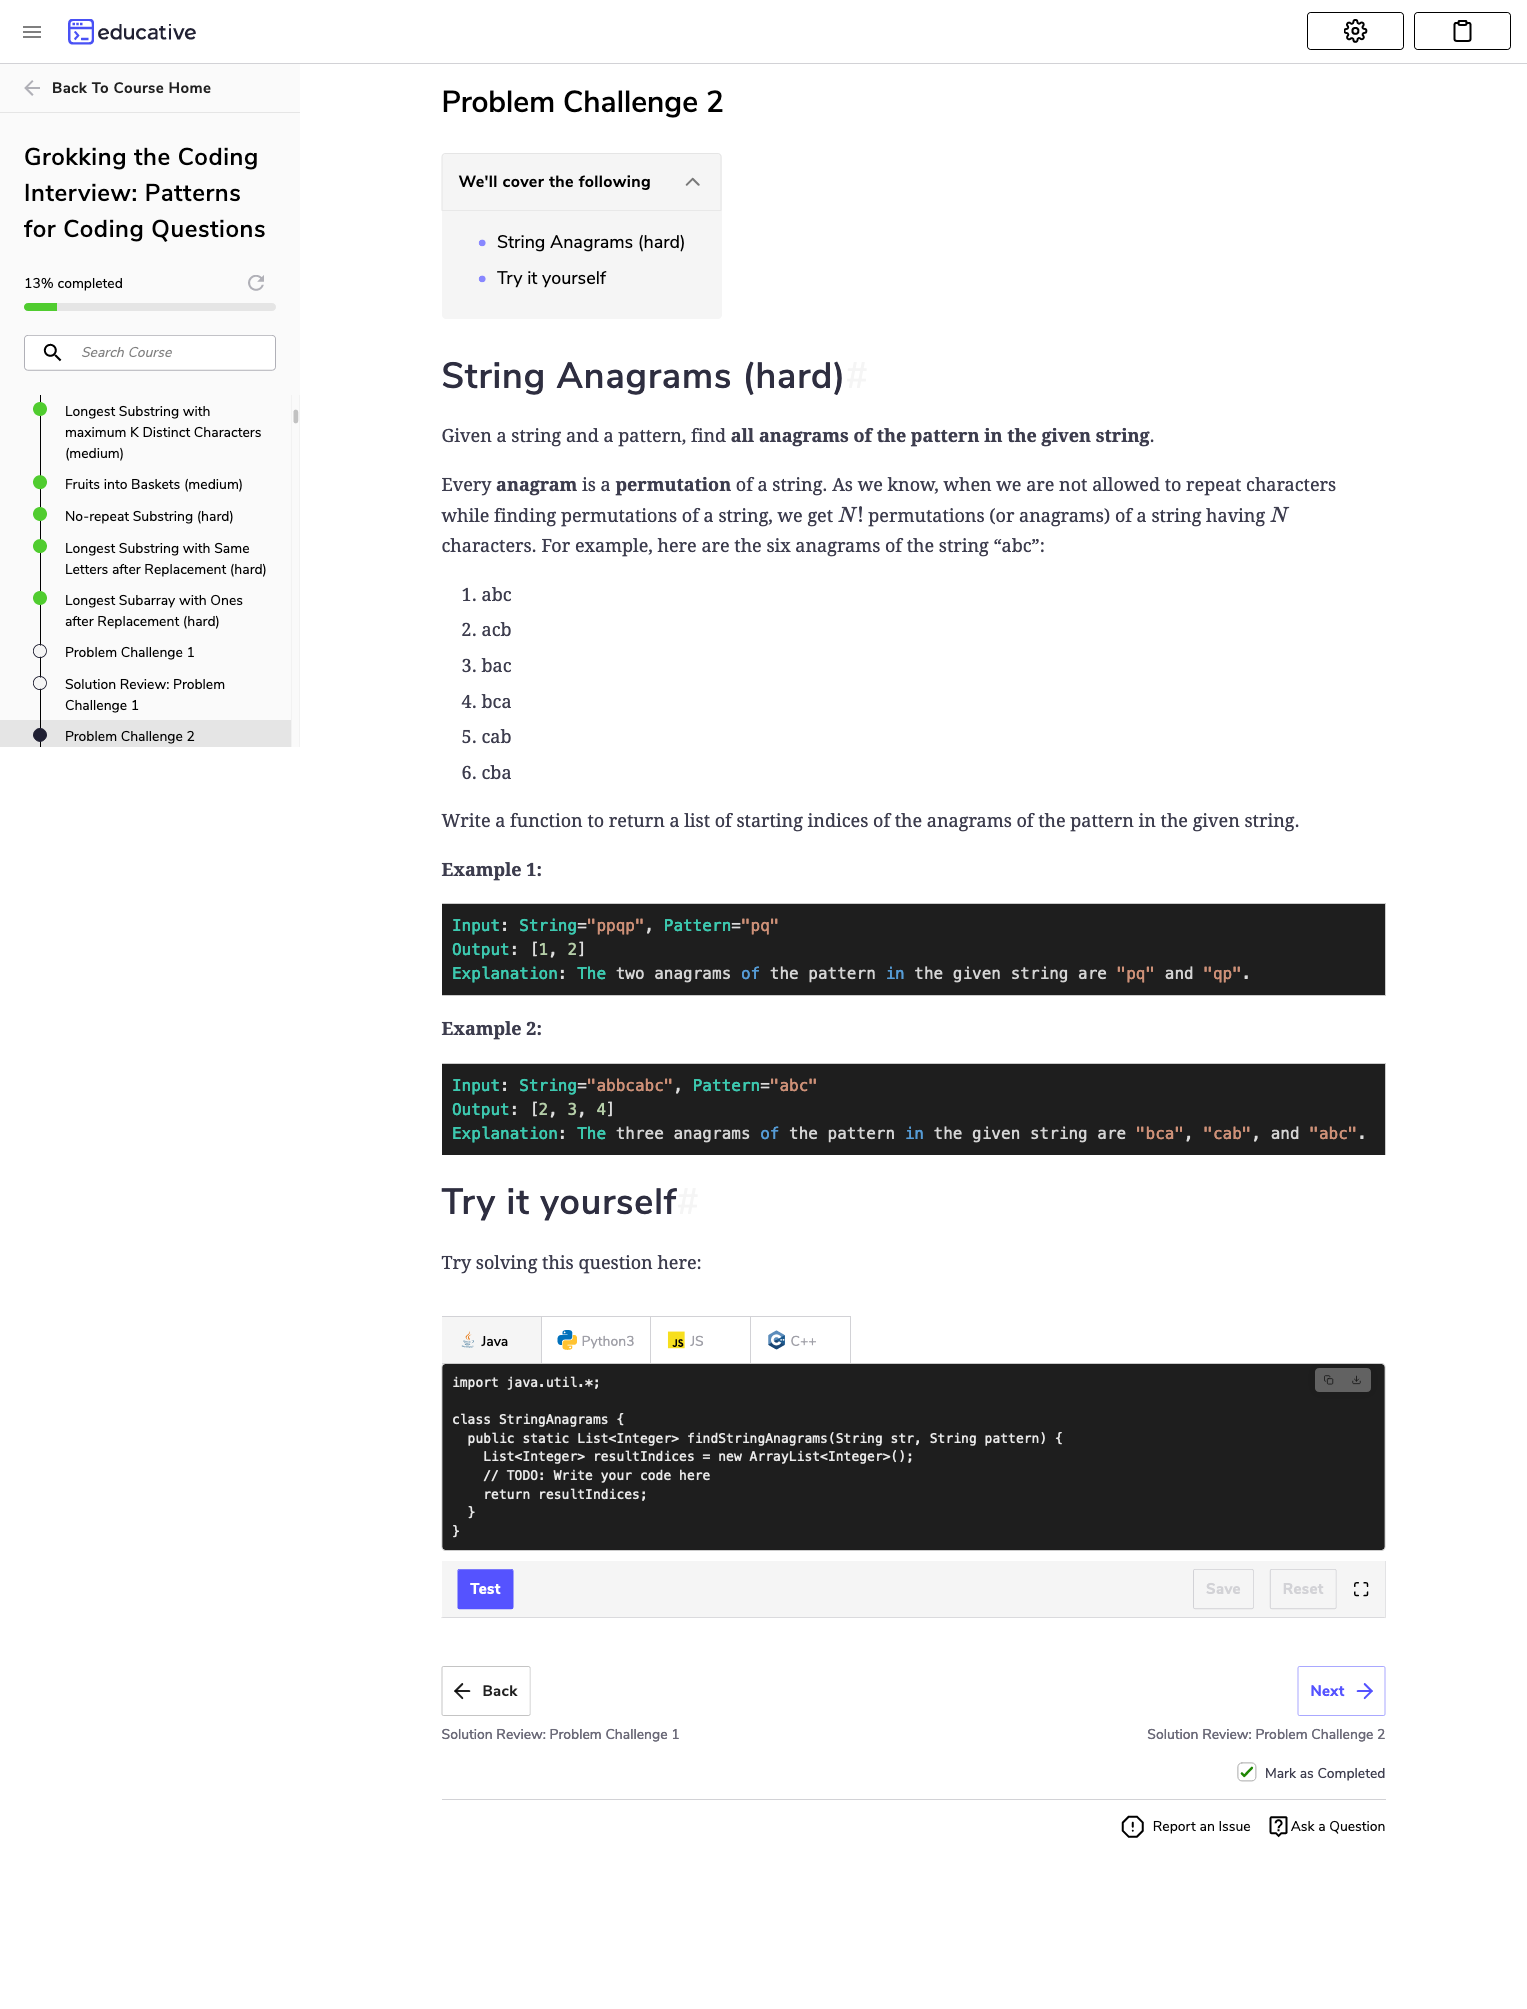 educative
Back To Course Home
Grokking the Coding
Interview: Patterns
for Coding Questions
13% completed
Search Course
Longest Substring with
maximum K Distinct Characters
(medium)
Fruits into Baskets (medium)
No-repeat Substring (hard)
Longest Substring with Same
Letters after Replacement (hard)
Longest Subarray with Ones
after Replacement (hard)
Problem Challenge 1
Solution Review: Problem
Challenge 1
Problem Challenge 2
Problem Challenge 2
We'll cover the following
String Anagrams (hard)
Try it yourself
String Anagrams (hard)#
Given a string and a pattern, find all anagrams of the pattern in the given string.
Every anagram is a permutation of a string. As we know, when we are not allowed to repeat characters
while finding permutations of a string, we get N! permutations (or anagrams) of a string having N
characters. For example, here are the six anagrams of the string “abc”:
1. abc
2. acb
3. bac
4. bca
5. cab
6. cba
Write a function to return a list of starting indices of the anagrams of the pattern in the given string.
Example 1:
Input: String="ppqp", Pattern="pq"
Output: [1, 2]
Explanation: The two anagrams of the pattern in the given string are "pq" and "qp".
Example 2:
Input: String="abbcabc", Pattern="abc"
Output: [2, 3, 4]
Explanation: The three anagrams of the pattern in the given string are "bca", "cab", and "abc".
Try it yourself#
Try solving this question here:
Java Python3 JS JS C++
import java.util.*;
class StringAnagrams {
public static List<Integer> findStringAnagrams(String str, String pattern) {
List<Integer> resultIndices = new ArrayList<Integer>();
// TODO: Write your code here
return resultIndices;
}
}
Test Save Reset
Back Next
Solution Review: Problem Challenge 1 Solution Review: Problem Challenge 2
Mark as Completed
Report an Issue Ask a Question